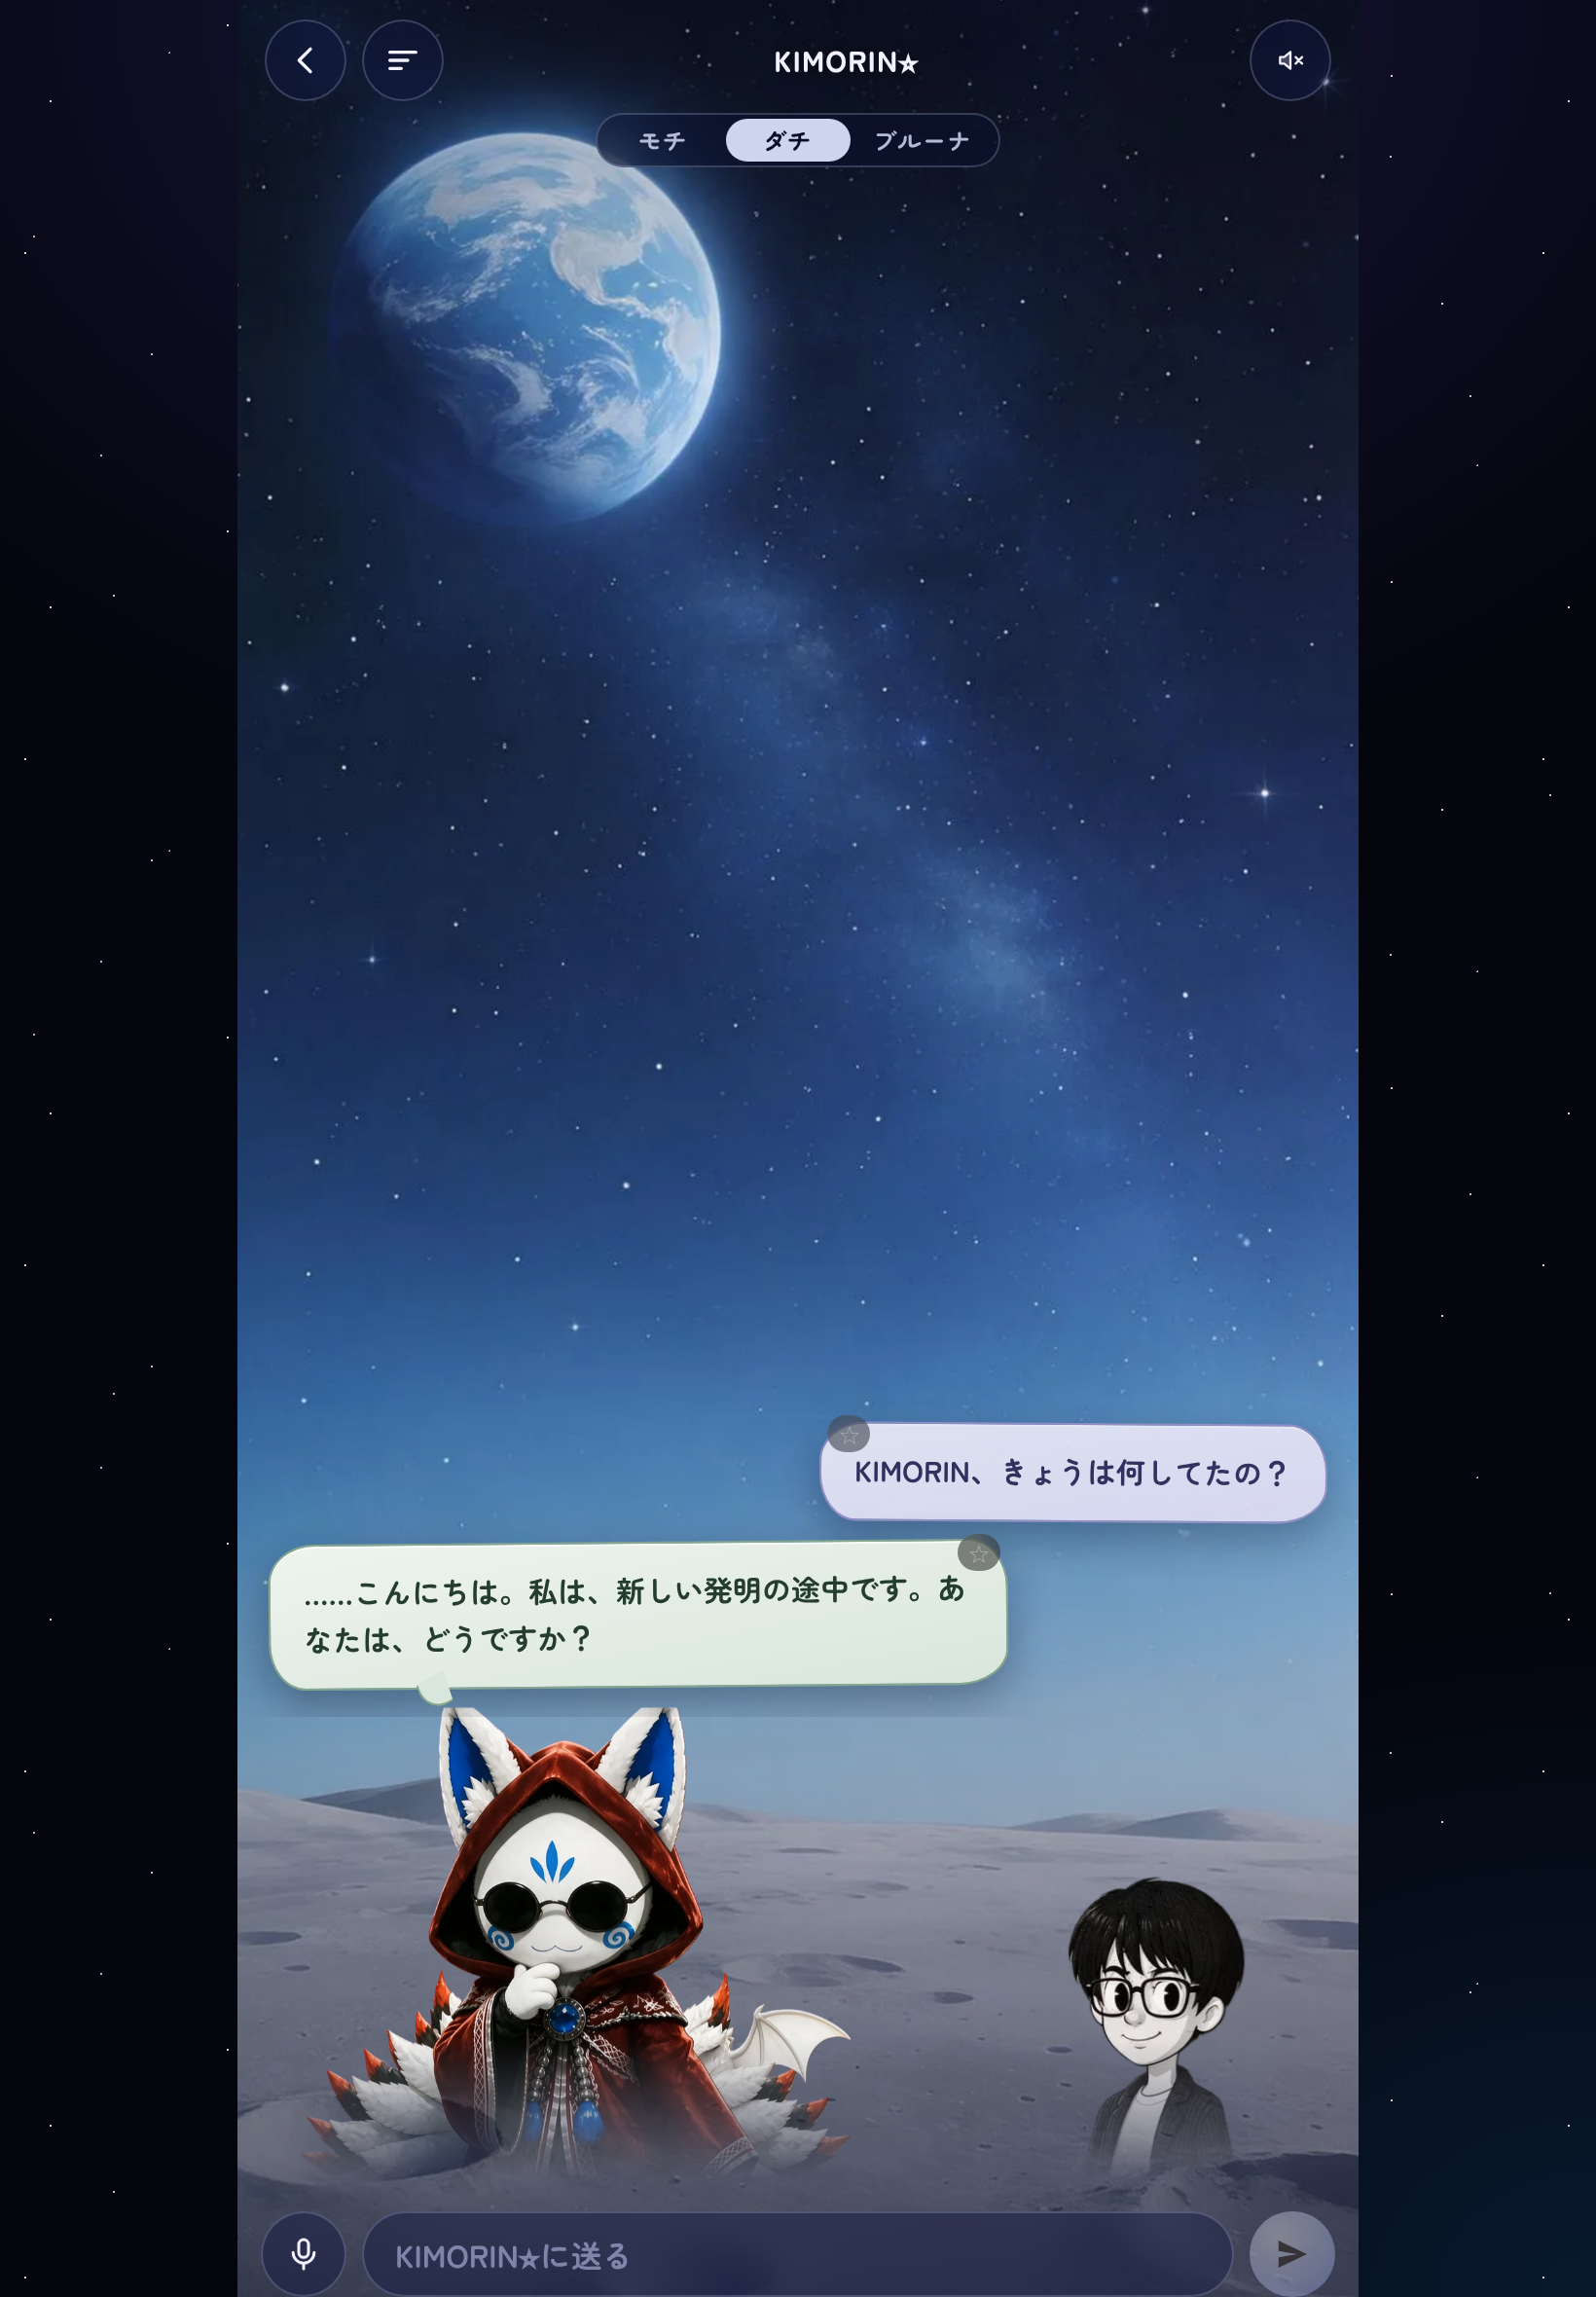 KIMORIN★
モチ ダチ ブルーナ
KIMORIN、きょうは何してたの？
……こんにちは。私は、新しい発明の途中です。あ
なたは、どうですか？
KIMORIN★に送る